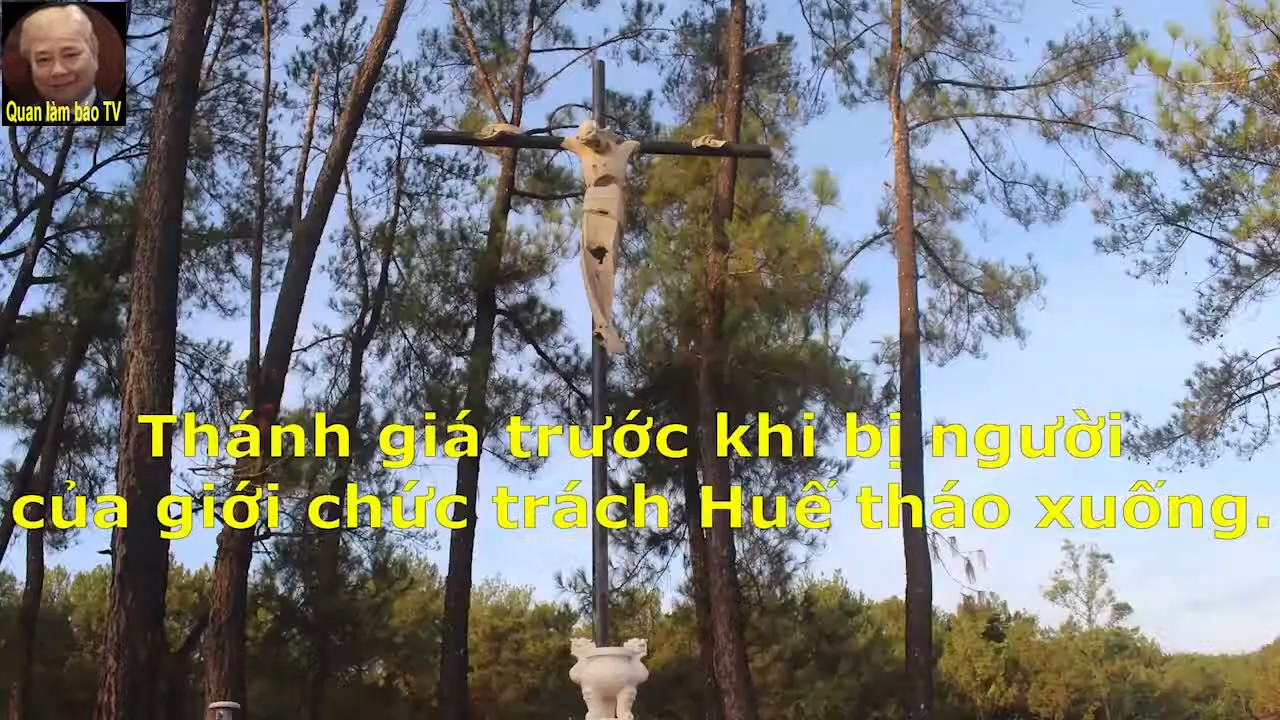 Quan làm báo TV
Thánh giá trước khi bị người
của giới chức trách Huế tháo xuống.